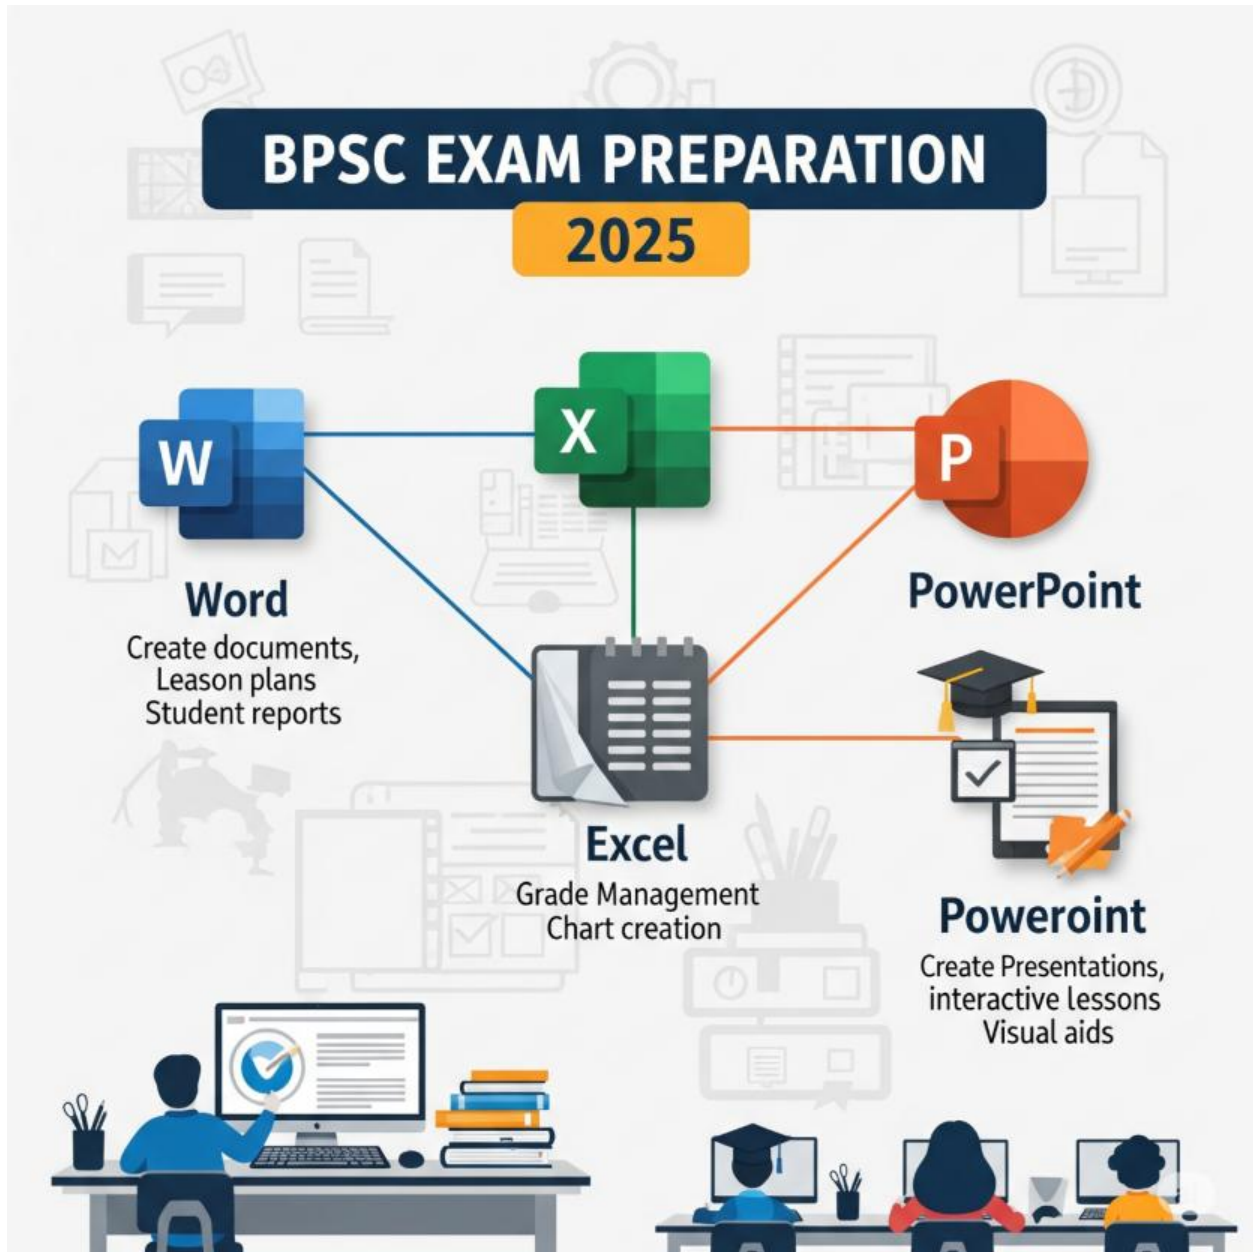 BPSC EXAM PREPARATION
2025
W
X
P
Word
Create documents,
Leason plans
Student reports
PowerPoint
Excel
Grade Management
Chart creation
Poweroint
Create Presentations,
interactive lessons
Visual aids